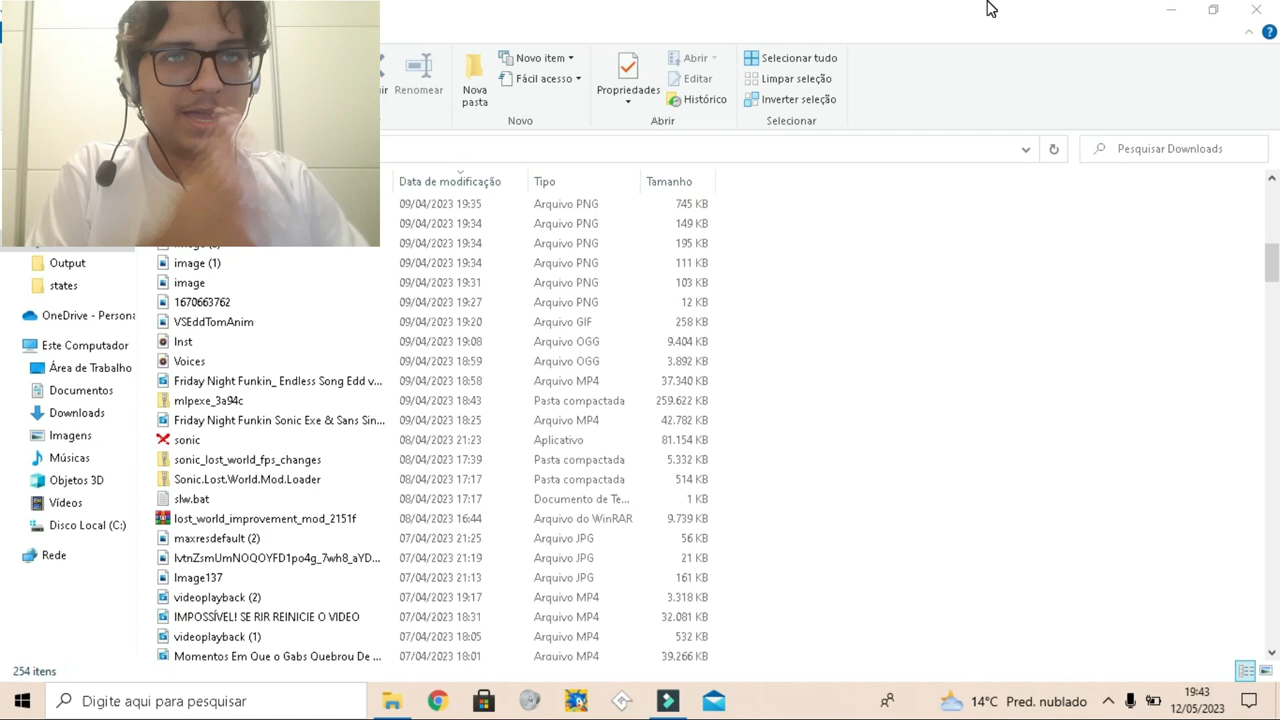 Renomear
Nova pasta
Novo item
Fácil acesso
Novo
Propriedades
Abrir
Editar
Histórico
Abrir
Selecionar tudo
Limpar seleção
Inverter seleção
Selecionar
Pesquisar Downloads
Data de modificação Tipo Tamanho
09/04/2023 19:35 Arquivo PNG 745 KB
09/04/2023 19:34 Arquivo PNG 149 KB
09/04/2023 19:34 Arquivo PNG 195 KB
image (1) 09/04/2023 19:34 Arquivo PNG 111 KB
image 09/04/2023 19:31 Arquivo PNG 103 KB
1670663762 09/04/2023 19:27 Arquivo PNG 12 KB
VSEddTomAnim 09/04/2023 19:20 Arquivo GIF 258 KB
Inst 09/04/2023 19:08 Arquivo OGG 9.404 KB
Voices 09/04/2023 18:59 Arquivo OGG 3.892 KB
Friday Night Funkin_ Endless Song Edd v... 09/04/2023 18:58 Arquivo MP4 37.340 KB
mlpexe_3a94c 09/04/2023 18:43 Pasta compactada 259.622 KB
Friday Night Funkin Sonic Exe & Sans Sin... 09/04/2023 18:25 Arquivo MP4 42.782 KB
sonic 08/04/2023 21:23 Aplicativo 81.154 KB
sonic_lost_world_fps_changes 08/04/2023 17:39 Pasta compactada 5.332 KB
Sonic.Lost.World.Mod.Loader 08/04/2023 17:17 Pasta compactada 514 KB
slw.bat 08/04/2023 17:17 Documento de Te... 1 KB
lost_world_improvement_mod_2151f 08/04/2023 16:44 Arquivo do WinRAR 9.739 KB
maxresdefault (2) 07/04/2023 21:25 Arquivo JPG 56 KB
07/04/2023 21:19 Arquivo JPG 21 KB
Image137 07/04/2023 21:13 Arquivo JPG 161 KB
videoplayback (2) 07/04/2023 19:17 Arquivo MP4 3.318 KB
IMPOSSÍVEL! SE RIR REINICIE O VIDEO 07/04/2023 18:31 Arquivo MP4 32.081 KB
videoplayback (1) 07/04/2023 18:05 Arquivo MP4 532 KB
Momentos Em Que o Gabs Quebrou De ... 07/04/2023 18:01 Arquivo MP4 39.266 KB
Output
states
OneDrive - Persona
Este Computador
Área de Trabalho
Documentos
Downloads
Imagens
Músicas
Objetos 3D
Vídeos
Disco Local (C:)
Rede
254 itens
Digite aqui para pesquisar
14°C Pred. nublado
9:43
12/05/2023